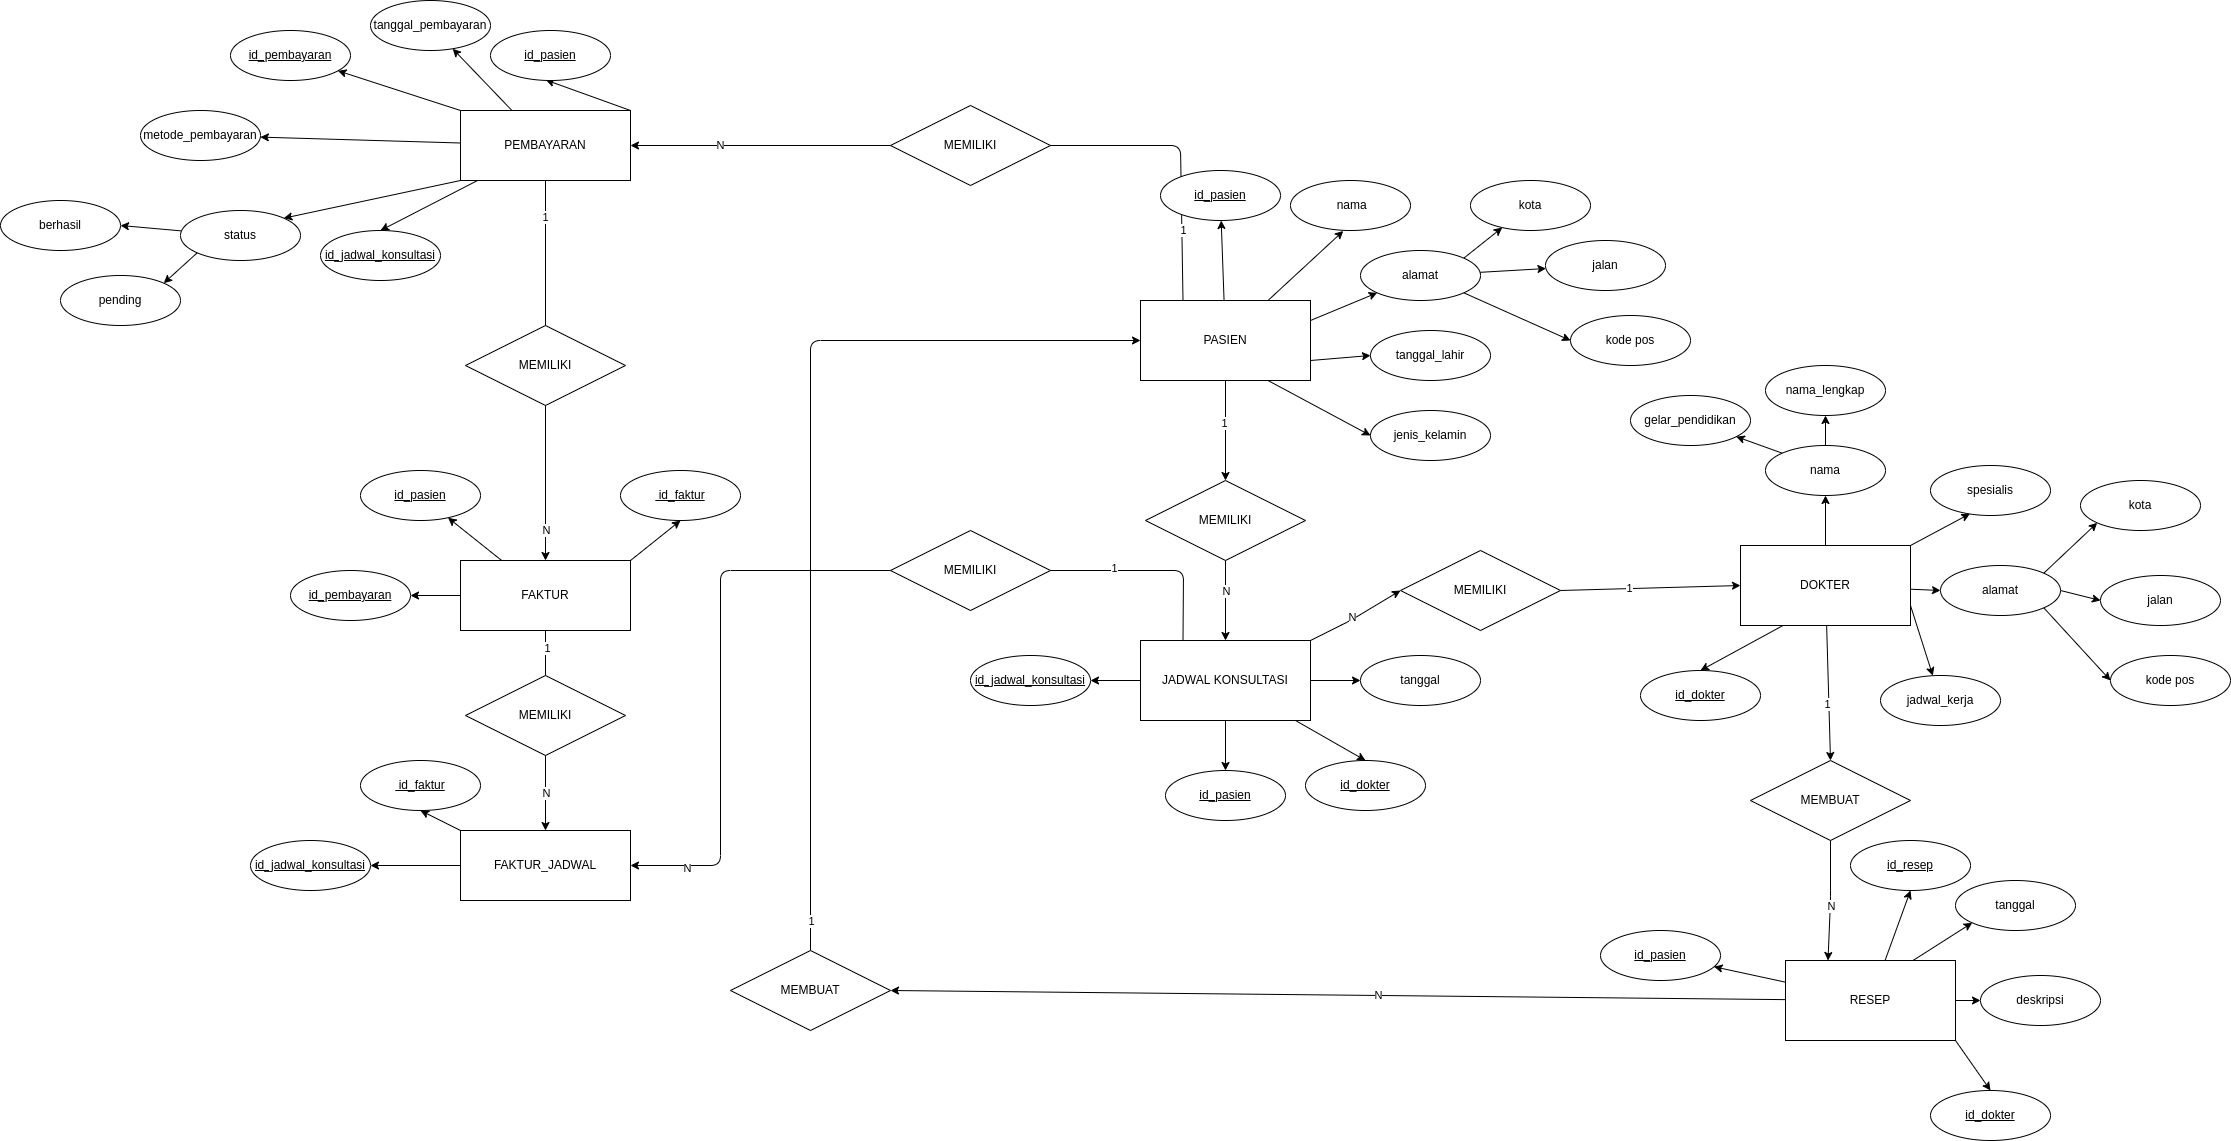 tanggal_pembayaran
id_pembayaran
id_pasien
metode_pembayaran
PEMBAYARAN
N
MEMILIKI
berhasil
status
id_jadwal_konsultasi
pending
1
id_pasien
nama
kota
1
alamat
jalan
kode pos
PASIEN
tanggal_lahir
jenis_kelamin
MEMILIKI
1
nama_lengkap
gelar_pendidikan
nama
spesialis
kota
id_pasien
id_faktur
N
MEMILIKI
MEMILIKI
1
N
MEMILIKI
N
1
DOKTER
alamat
jalan
kode pos
id_pembayaran
FAKTUR
1
id_jadwal_konsultasi
JADWAL KONSULTASI
tanggal
id_dokter
jadwal_kerja
1
MEMILIKI
id_faktur
N
id_pasien
id_dokter
MEMBUAT
id_jadwal_konsultasi
FAKTUR_JADWAL
N
id_resep
N
tanggal
1
MEMBUAT
N
id_pasien
RESEP
deskripsi
id_dokter